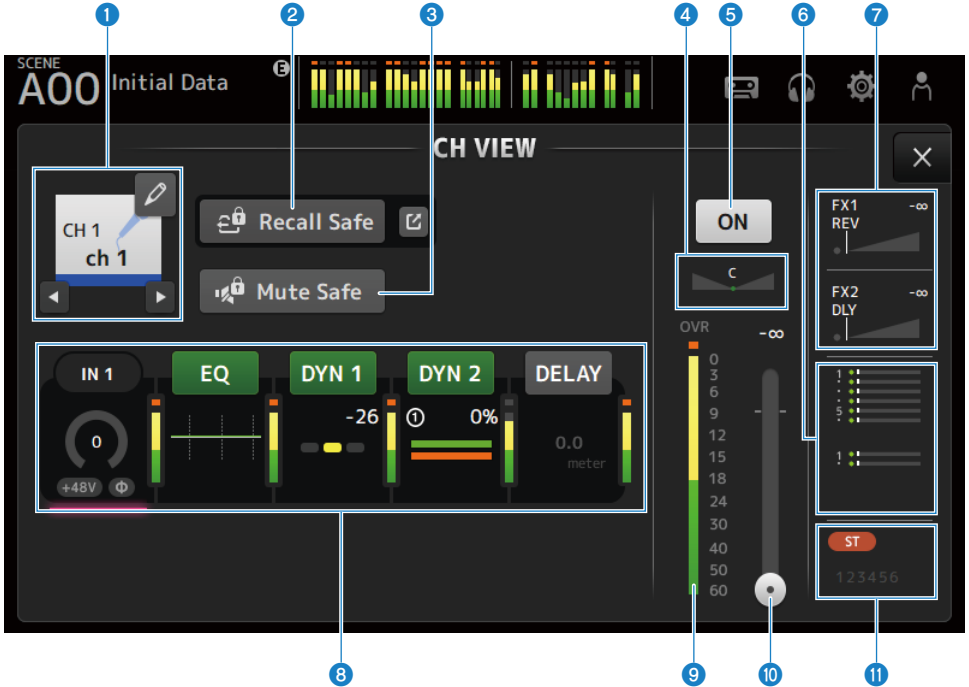 1 2 3 4 5 6 7
SCENE
A00 Initial Data E
CH VIEW
CH 1
ch 1
Recall Safe
Mute Safe
ON
C
FX1 -∞
REV
FX2 -∞
DLY
OVR -∞
0
3
6
9
12
15
18
24
30
40
50
60
1
5
1
ST
123456
IN 1 EQ DYN 1 DYN 2 DELAY
0
+48V Φ
-26
1 0%
0.0
meter
8 9 10 11